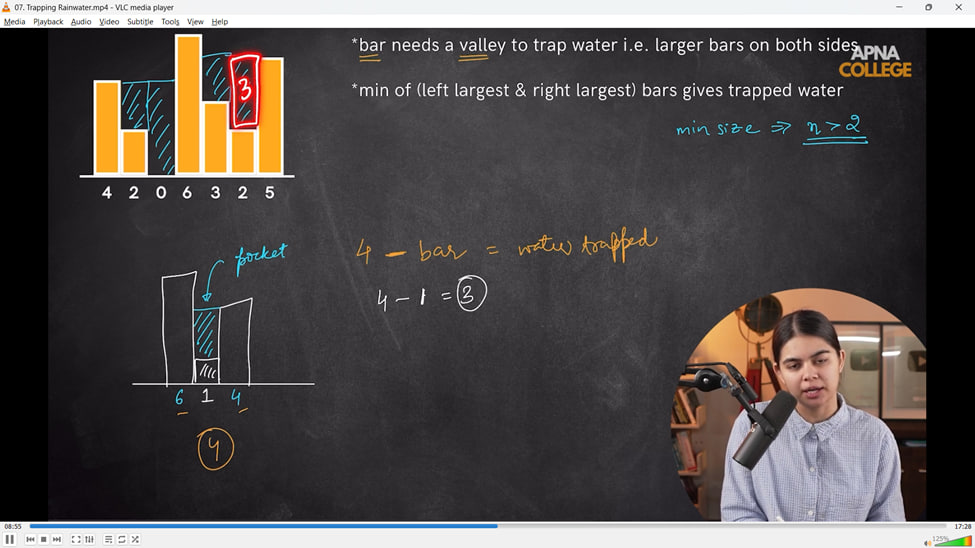 07. Trapping Rainwater.mp4 - VLC media player
Media Playback Audio Video Subtitle Tools View Help
*bar needs a valley to trap water i.e. larger bars on both sides
APNA
COLLEGE
*min of (left largest & right largest) bars gives trapped water
min size => n > 2
3
4 2 0 6 3 2 5
pocket
4 - bar = water trapped
4 - 1 = 3
6 1 4
4
08:55
17:28
125%